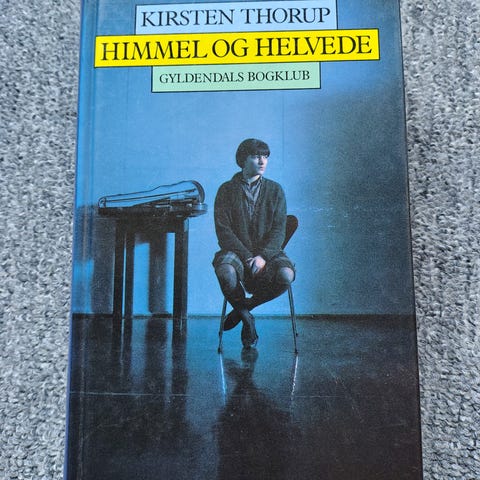 KIRSTEN THORUP
HIMMEL OG HELVEDE
GYLDENDALS BOGKLUB